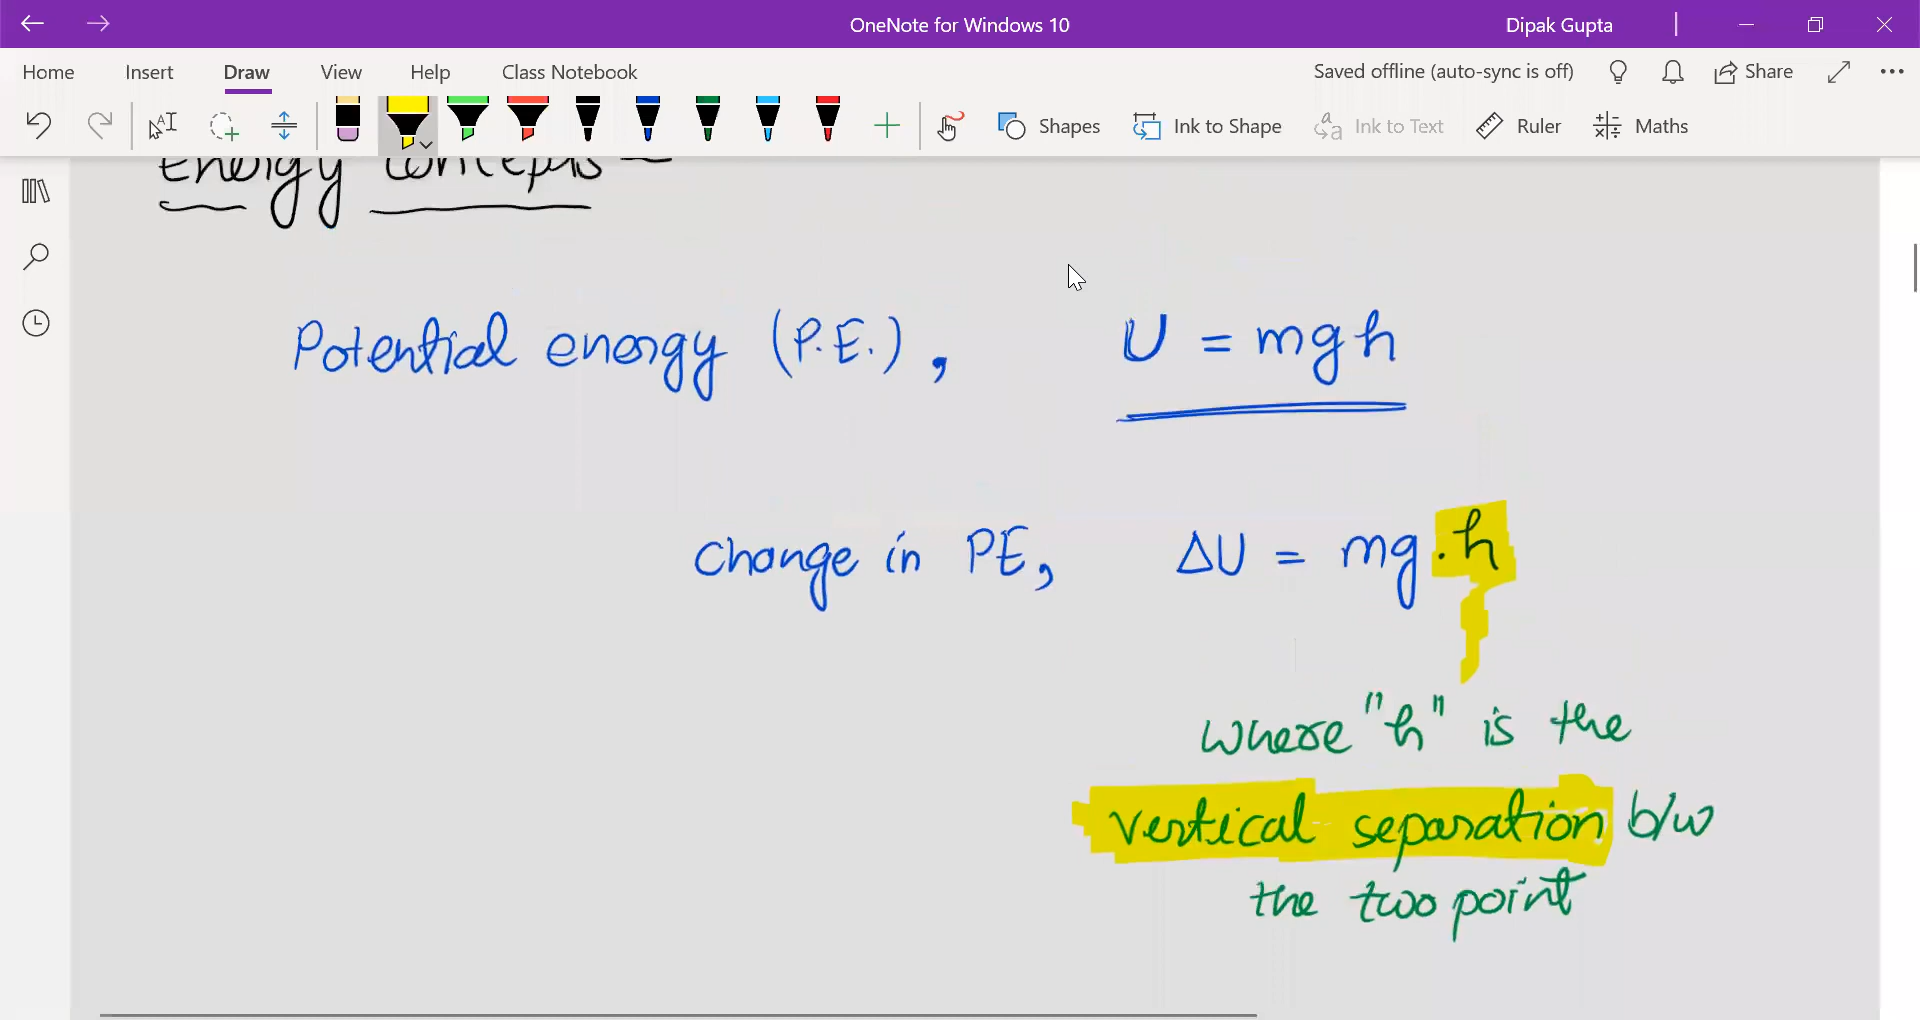 OneNote for Windows 10
Dipak Gupta
Home Insert Draw View Help Class Notebook
Saved offline (auto-sync is off) Share
Shapes Ink to Shape Ink to Text Ruler Maths
Energy concepts
Potential energy (P.E.), U = mgh
Change in PE, ΔU = mg.h
where "h" is the
vertical separation b/w
the two point